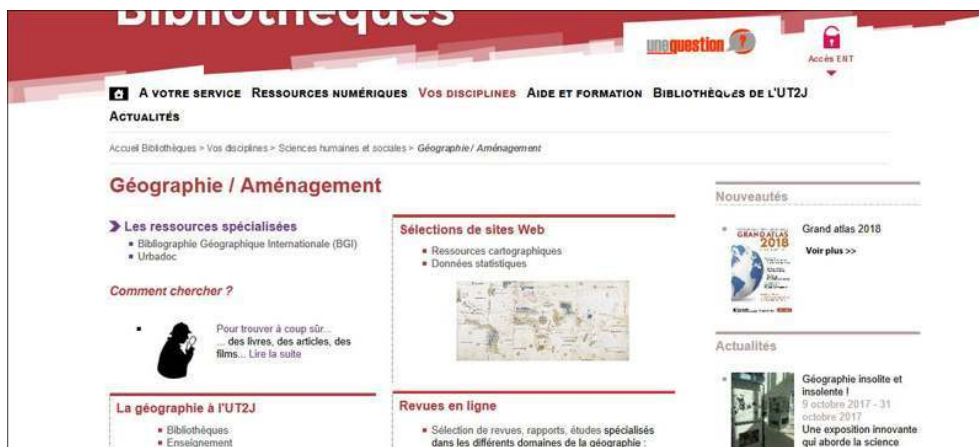 Bibliothèques
unequestion ?
Accès ENT
A VOTRE SERVICE RESSOURCES NUMÉRIQUES VOS DISCIPLINES AIDE ET FORMATION BIBLIOTHÈQUES DE L'UT2J
ACTUALITÉS
Accueil Bibliothèques > Vos disciplines > Sciences humaines et sociales > Géographie / Aménagement
Géographie / Aménagement
Les ressources spécialisées
Bibliographie Géographique Internationale (BGI)
Urbadoc
Comment chercher ?
Pour trouver à coup sûr...
... des livres, des articles, des
films... Lire la suite
La géographie à l'UT2J
Bibliothèques
Enseignement
Sélections de sites Web
Ressources cartographiques
Données statistiques
Revues en ligne
Sélection de revues, rapports, études spécialisés
dans les différents domaines de la géographie :
Nouveautés
GRAND ATLAS
2018
Grand atlas 2018
Voir plus >>
Actualités
Géographie insolite et
insolente !
9 octobre 2017 - 31
octobre 2017
Une exposition innovante
qui aborde la science